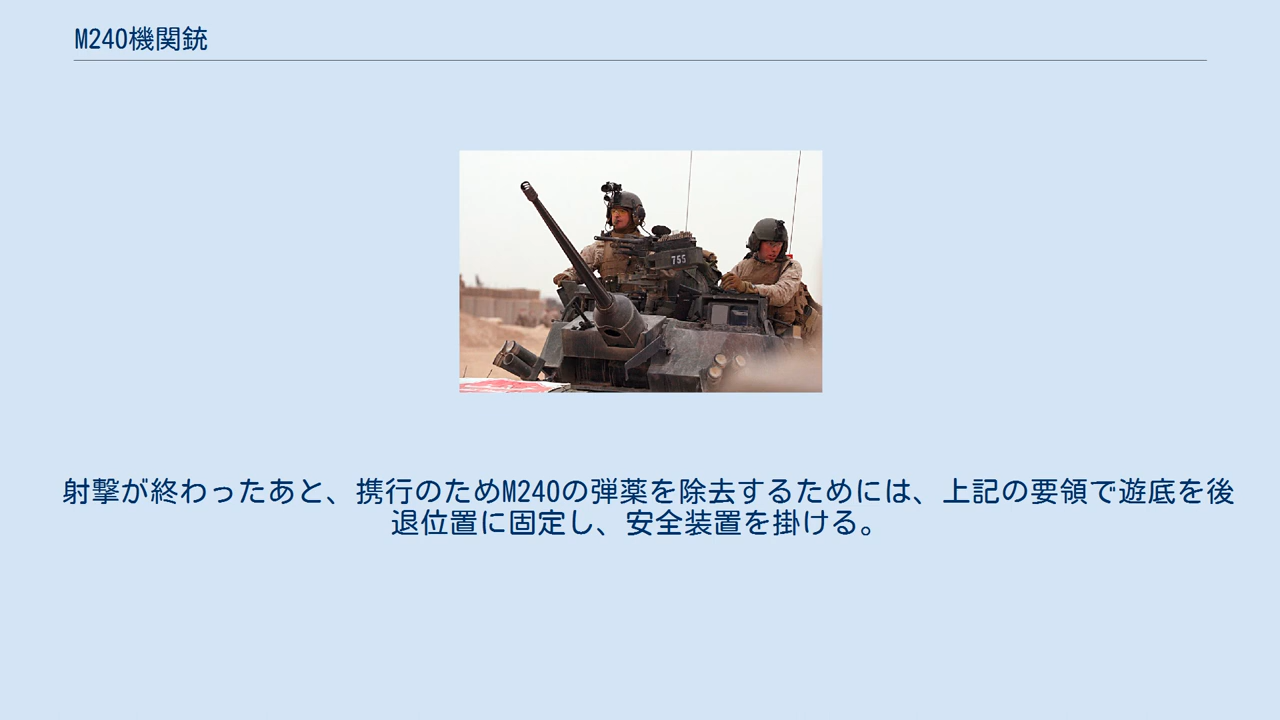 M240機関銃
755
射撃が終わったあと、携行のためM240の弾薬を除去するためには、上記の要領で遊底を後
退位置に固定し、安全装置を掛ける。